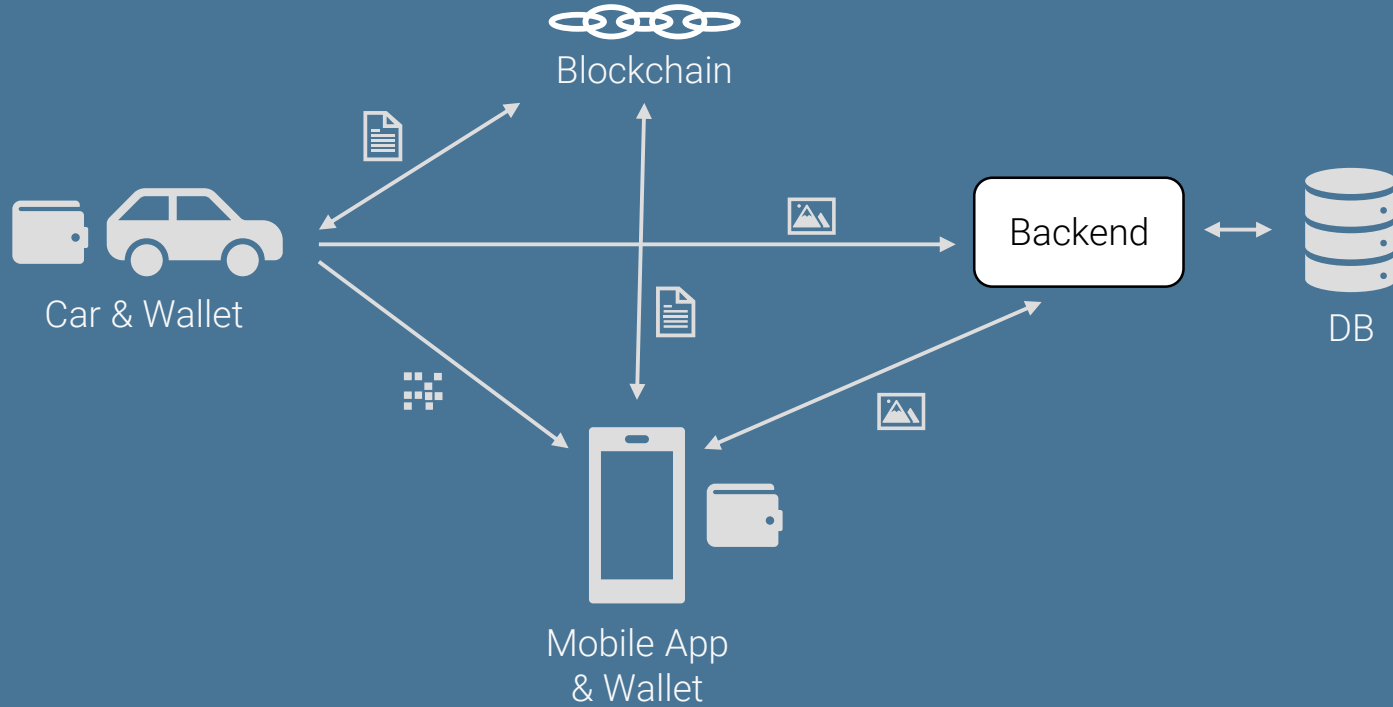 Blockchain
Backend
Car & Wallet
DB
Mobile App
& Wallet